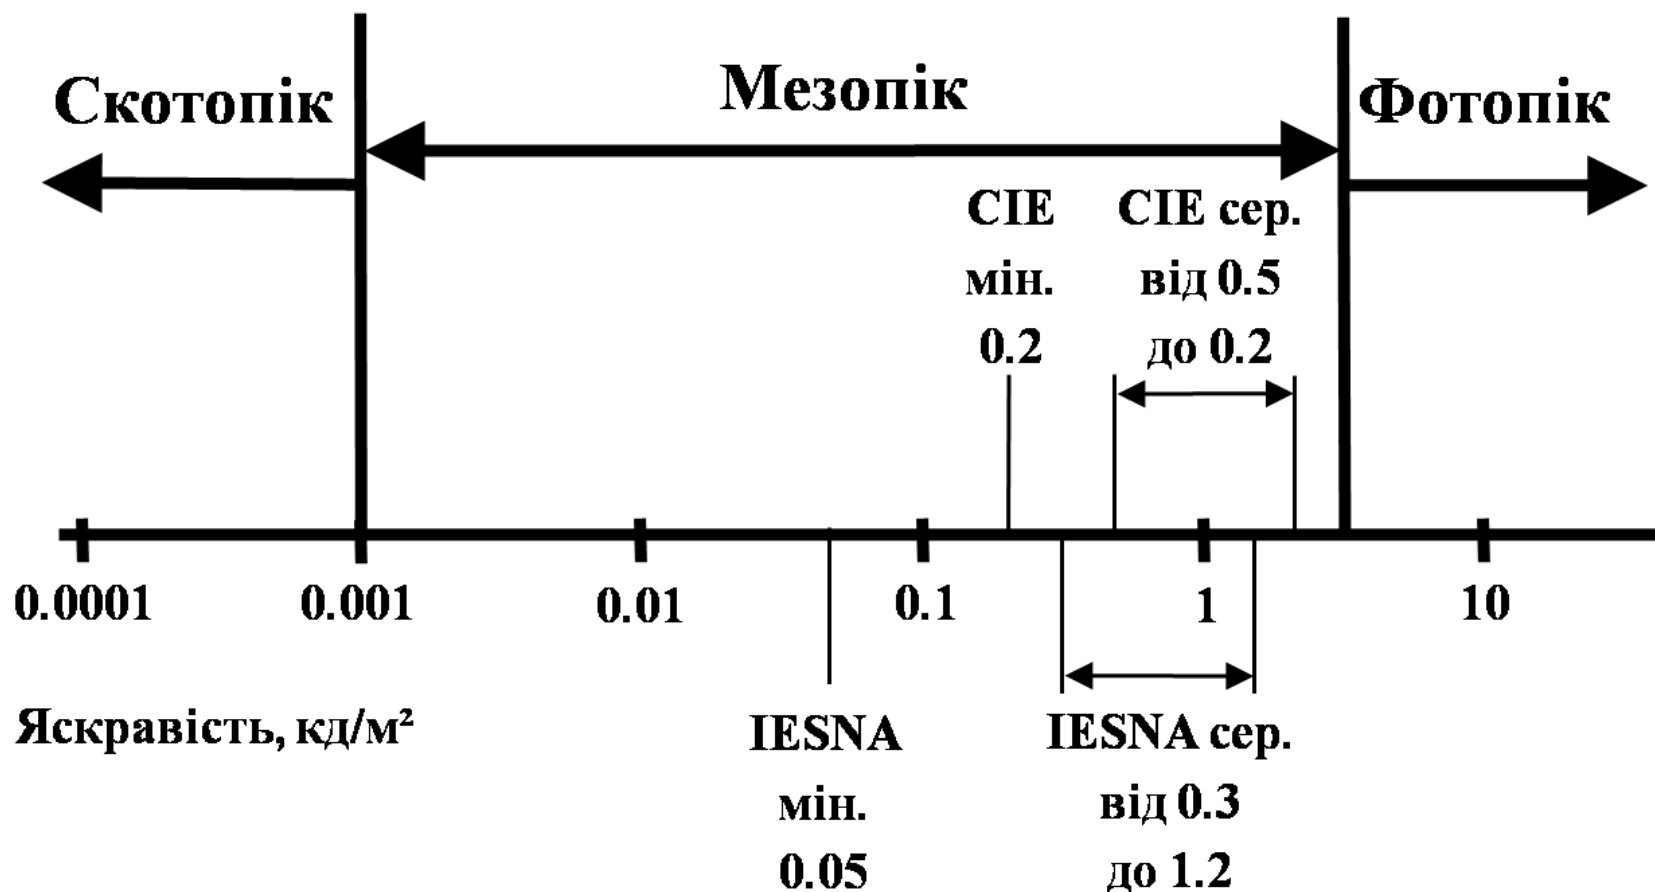 Скотопік
Мезопік
Фотопік
CIE
мін.
0.2
CIE сер.
від 0.5
до 0.2
0.0001
0.001
0.01
0.1
1
10
Яскравість, кд/м²
IESNA
мін.
0.05
IESNA сер.
від 0.3
до 1.2